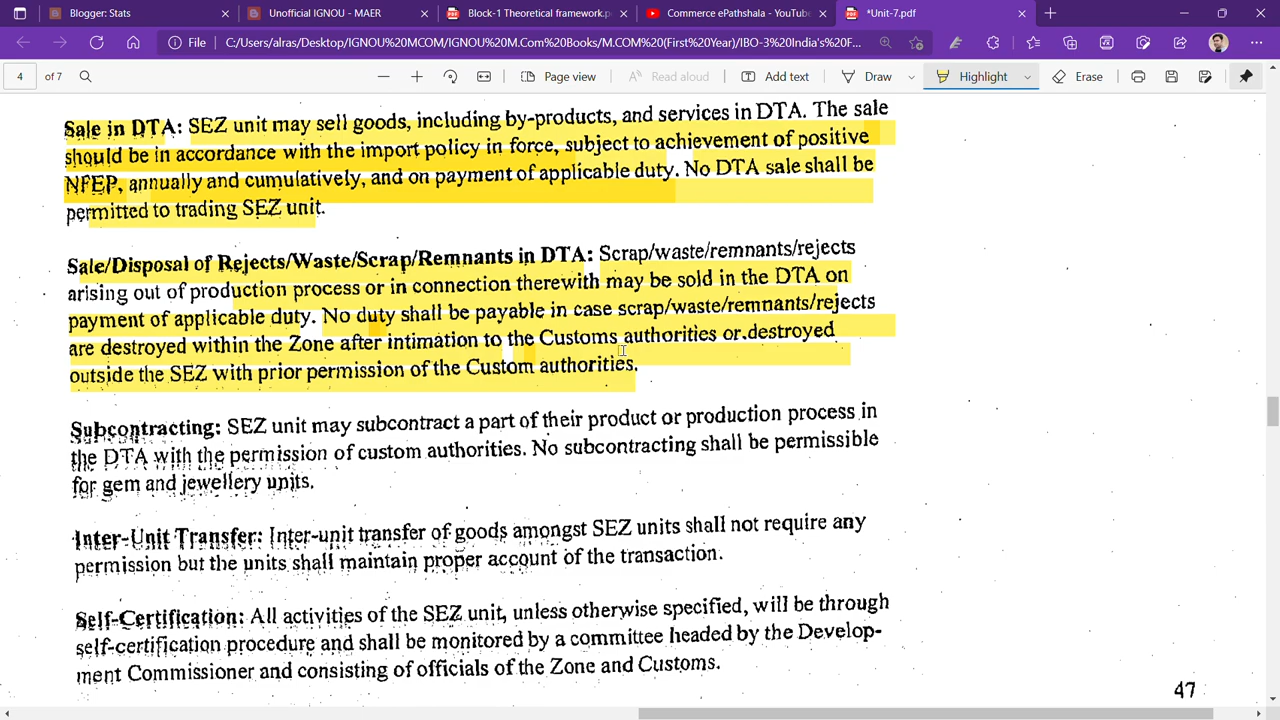 Blogger: Stats
Unofficial IGNOU - MAER
Block-1 Theoretical framework.p
Commerce ePathshala - YouTube
*Unit-7.pdf
File
C:/Users/alras/Desktop/IGNOU%20MCOM/IGNOU%20M.Com%20Books/M.COM%20(First%20Year)/IBO-3%20India's%20F...
4 of 7
Page view
Read aloud
Add text
Draw
Highlight
Erase
Sale in DTA: SEZ unit may sell goods, including by-products, and services in DTA. The sale
should be in accordance with the import policy in force, subject to achievement of positive
NFEP, annually and cumulatively, and on payment of applicable duty. No DTA sale shall be
permitted to trading SEZ unit.
Sale/Disposal of Rejects/Waste/Scrap/Remnants in DTA: Scrap/waste/remnants/rejects
arising out of production process or in connection therewith may be sold in the DTA on
payment of applicable duty. No duty shall be payable in case scrap/waste/remnants/rejects
are destroyed within the Zone after intimation to the Customs authorities or.destroyed
outside the SEZ with prior permission of the Custom authorities.
Subcontracting: SEZ unit may subcontract a part of their product or production process in
the DTA with the permission of custom authorities. No subcontracting shall be permissible
for gem and jewellery units.
Inter-Unit Transfer: Inter-unit transfer of goods amongst SEZ units shall not require any
permission but the units shall maintain proper account of the transaction.
Self-Certification: All activities of the SEZ unit, unless otherwise specified, will be through
self-certification procedure and shall be monitored by a committee headed by the Develop-
ment Commissioner and consisting of officials of the Zone and Customs.
47